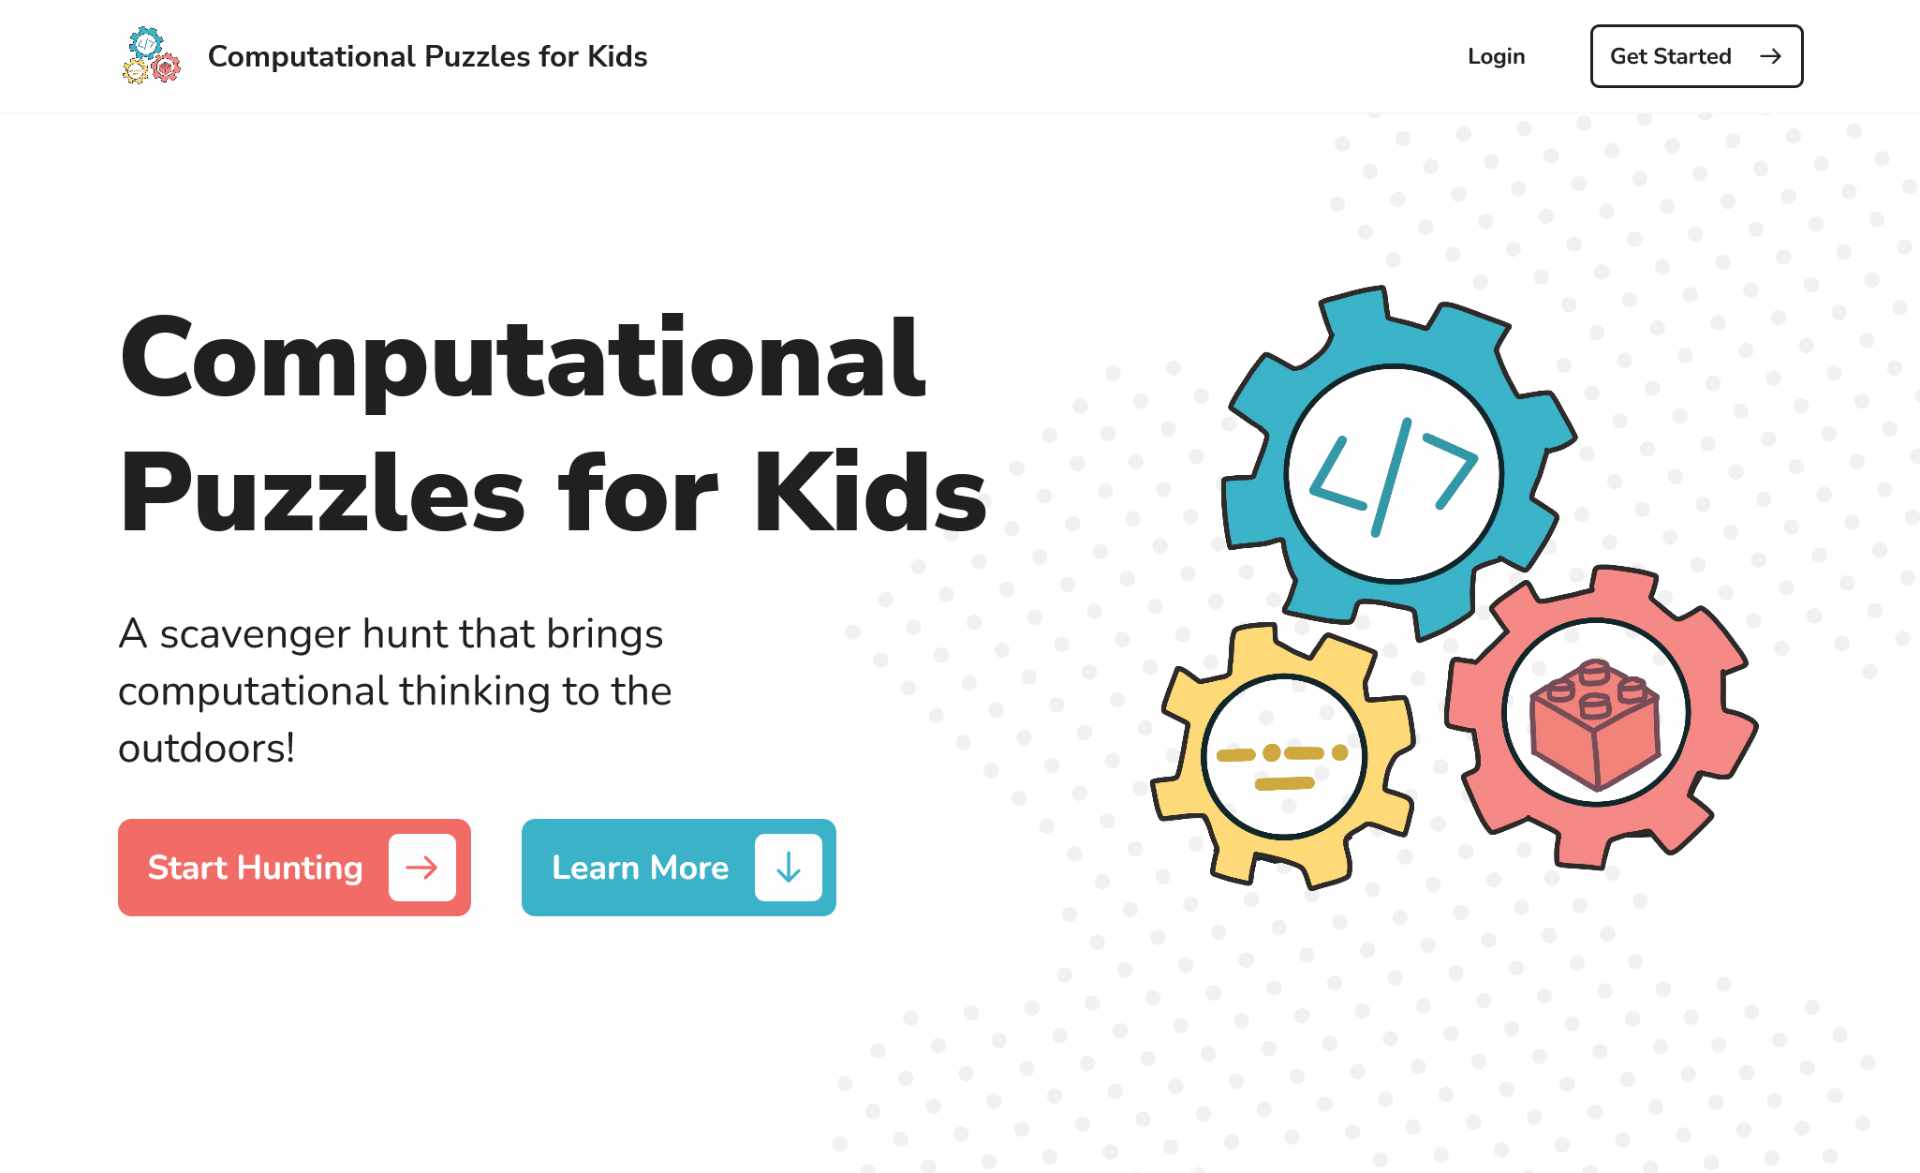 Computational Puzzles for Kids
Login
Get Started →
Computational
Puzzles for Kids
A scavenger hunt that brings
computational thinking to the
outdoors!
Start Hunting →
Learn More ↓
</>